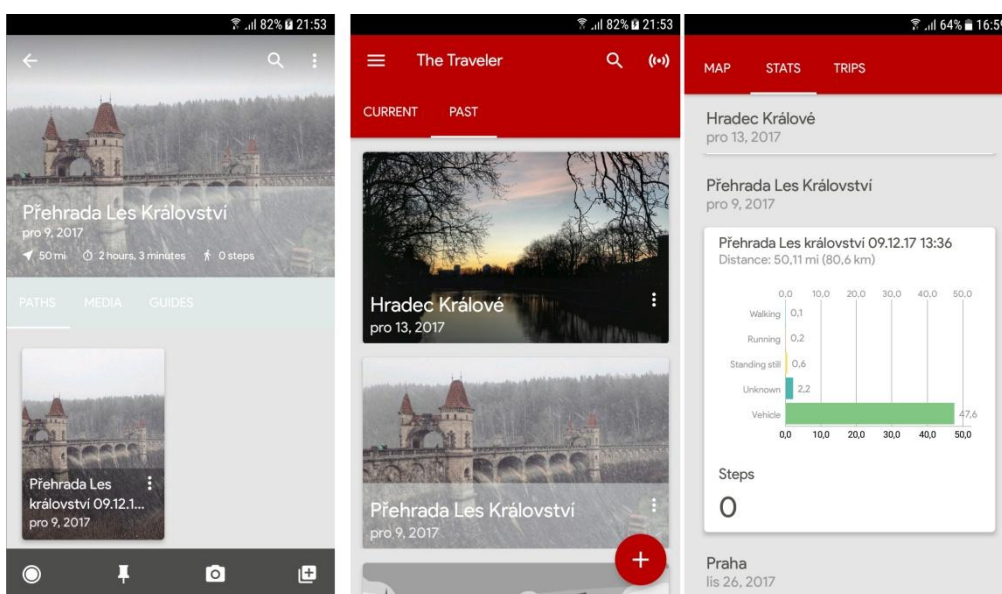 82% 21:53
Přehrada Les Království
pro 9, 2017
50 mi 2 hours, 3 minutes 0 steps
PATHS MEDIA GUIDES
Přehrada Les
království 09.12.1...
pro 9, 2017
82% 21:53
The Traveler
CURRENT PAST
Hradec Králové
pro 13, 2017
Přehrada Les Království
pro 9, 2017
64% 16:59
MAP STATS TRIPS
Hradec Králové
pro 13, 2017
Přehrada Les Království
pro 9, 2017
Přehrada Les království 09.12.17 13:36
Distance: 50,11 mi (80,6 km)
0,0 10,0 20,0 30,0 40,0 50,0
Walking 0,1
Running 0,2
Standing still 0,6
Unknown 2,2
Vehicle 47,6
0,0 10,0 20,0 30,0 40,0 50,0
Steps
0
Praha
lis 26, 2017